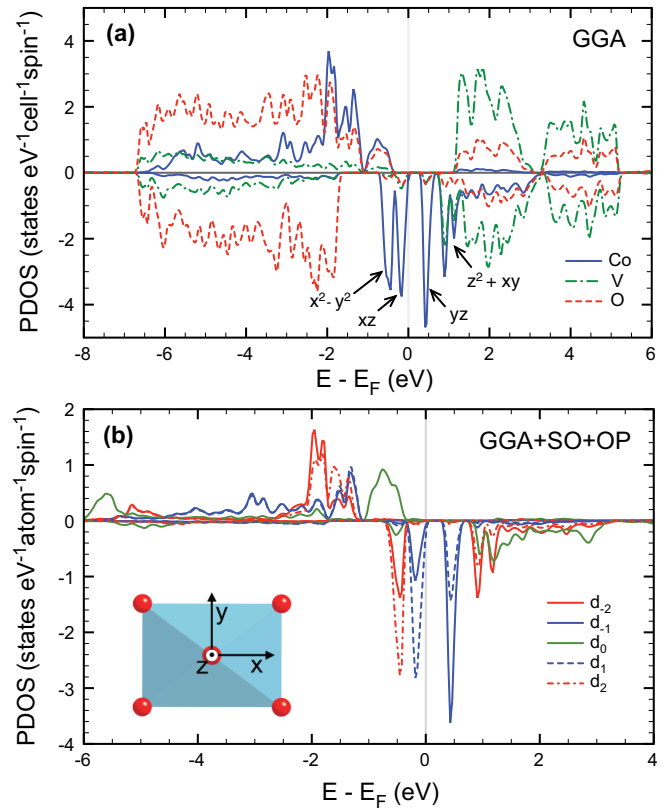 (a)
GGA
4
2
0
-2
-4
PDOS (states eV⁻¹cell⁻¹spin⁻¹)
x² - y²
xz
yz
z² + xy
Co
V
O
-8
-6
-4
-2
0
2
4
6
E - E_F (eV)
(b)
GGA+SO+OP
2
1
0
-1
-2
-3
-4
PDOS (states eV⁻¹atom⁻¹spin⁻¹)
y
z
x
d₋₂
d₋₁
d₀
d₁
d₂
-6
-4
-2
0
2
4
E - E_F (eV)